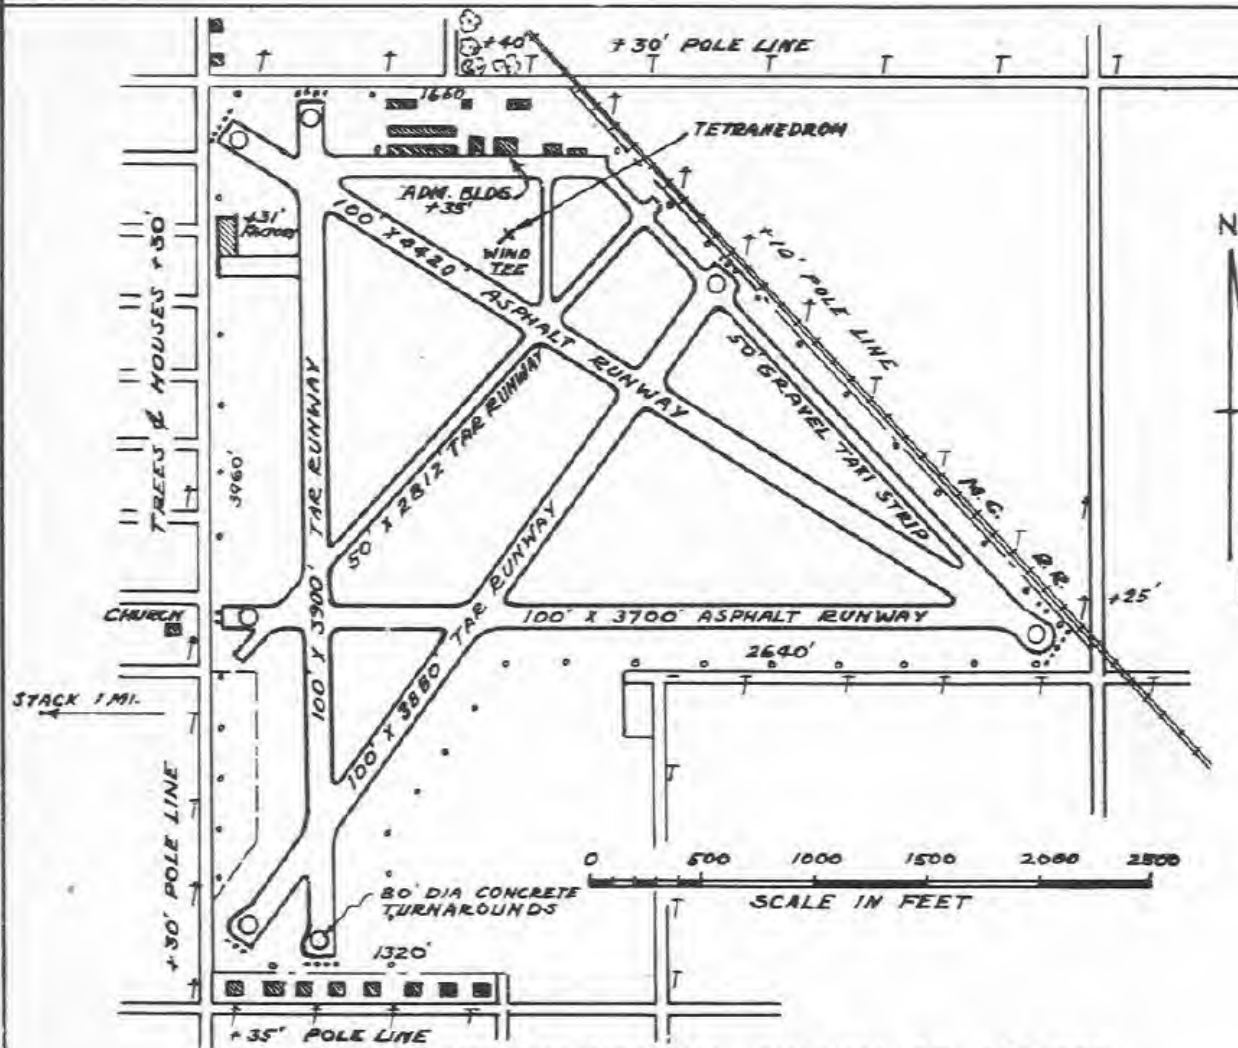 +40'
+30' POLE LINE
1660
TETRAHEDRON
ADM. BLDG.
+35'
+31'
FACTORY
WIND
TEE
N
TREES & HOUSES +30'
100' X 4420' ASPHALT RUNWAY
+10' POLE LINE
50' GRAVEL TAXI STRIP
TAR RUNWAY
3960'
50' X 2812' TAR RUNWAY
M.C.
R.R.
+25'
CHURCH
100' X 3900'
100' X 3880' TAR RUNWAY
100' X 3700' ASPHALT RUNWAY
2640'
STACK 1 MI.
+30' POLE LINE
0 500 1000 1500 2000 2500
SCALE IN FEET
80' DIA CONCRETE
TURNAROUNDS
1320'
+35' POLE LINE